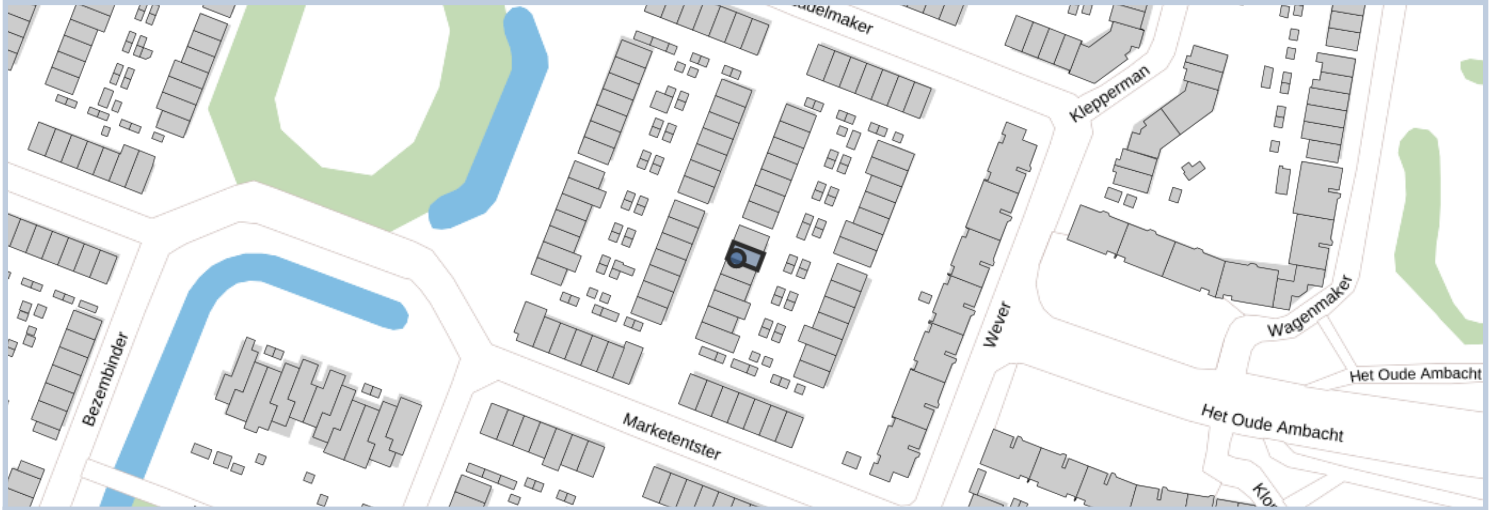 Klepperman
Wagenmaker
Wever
Bezembinder
Het Oude Ambacht
Het Oude Ambacht
Marketentster